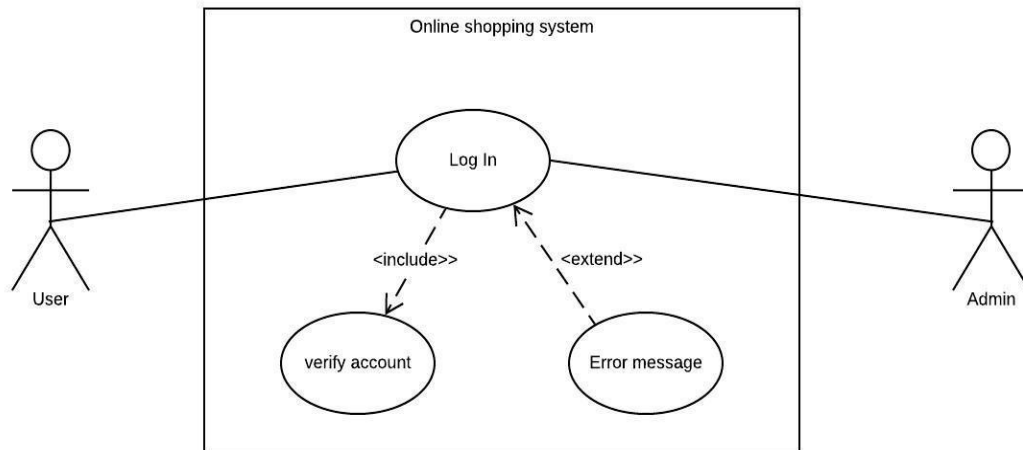 Online shopping system
Log In
<include>>
<extend>>
User
Admin
verify account
Error message